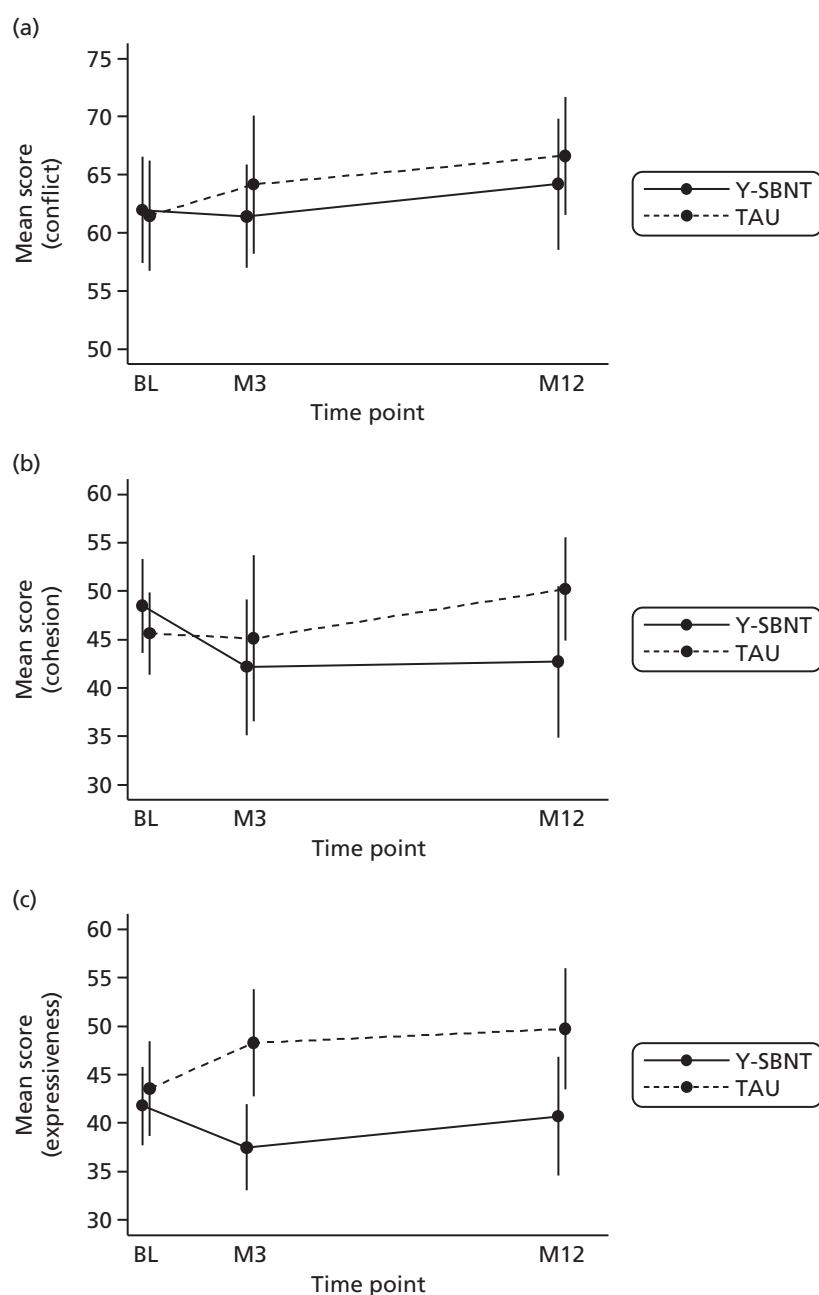 (a)
75
70
65
60
55
50
Mean score
(conflict)
BL
M3
M12
Time point
Y-SBNT
TAU
(b)
60
55
50
45
40
35
30
Mean score
(cohesion)
BL
M3
M12
Time point
Y-SBNT
TAU
(c)
60
55
50
45
40
35
30
Mean score
(expressiveness)
BL
M3
M12
Time point
Y-SBNT
TAU